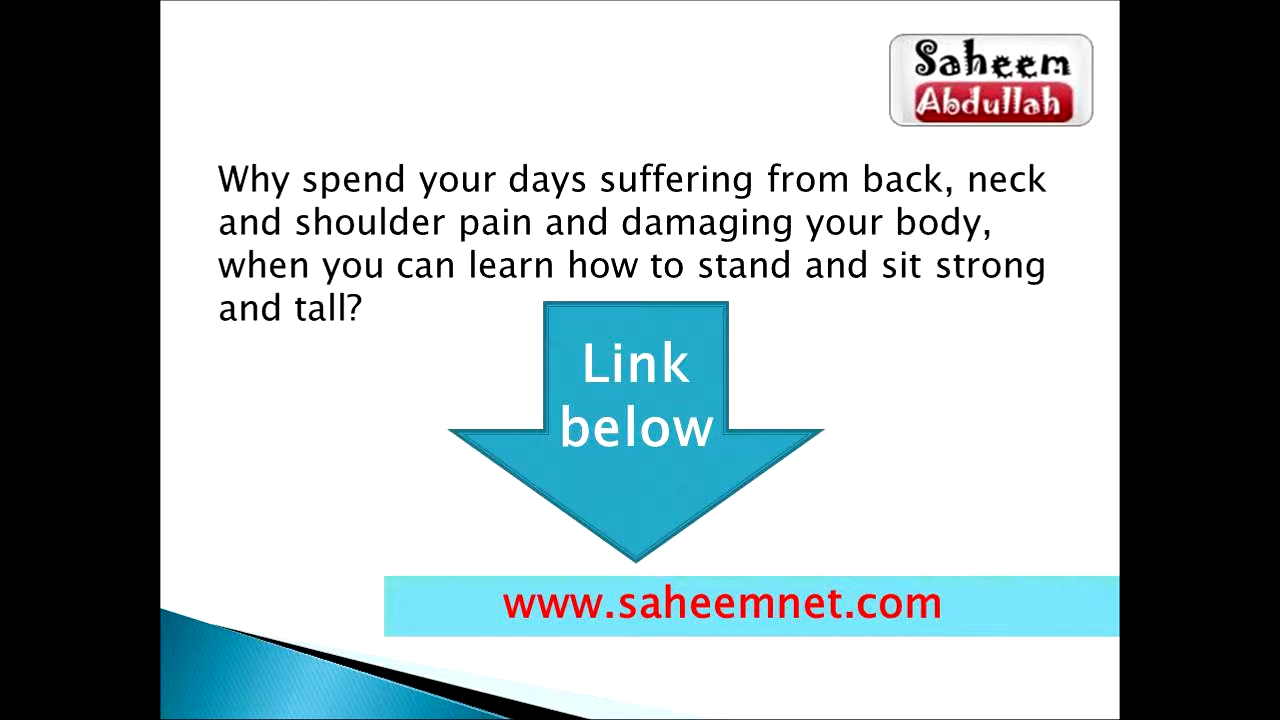 Saheem
Abdullah
Why spend your days suffering from back, neck
and shoulder pain and damaging your body,
when you can learn how to stand and sit strong
and tall?
Link
below
www.saheemnet.com